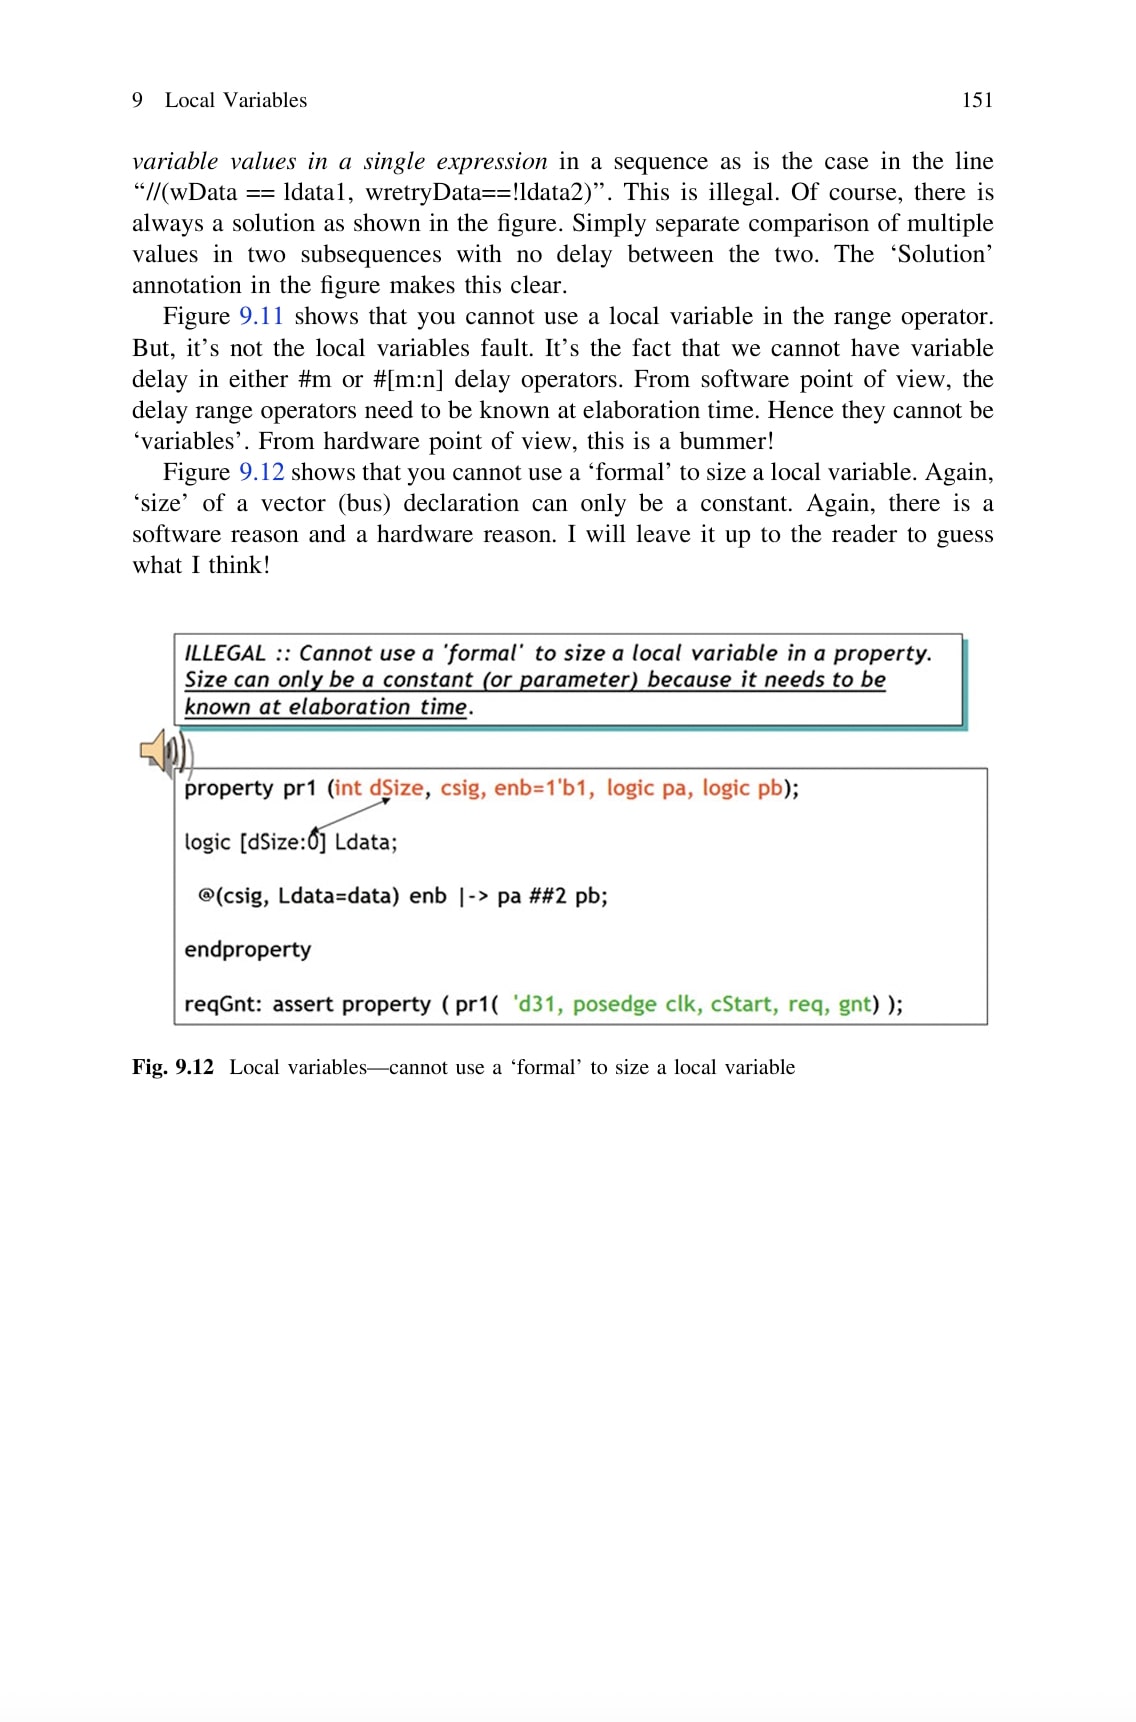 9 Local Variables 151
variable values in a single expression in a sequence as is the case in the line
“//(wData == ldata1, wretryData==!ldata2)”. This is illegal. Of course, there is
always a solution as shown in the figure. Simply separate comparison of multiple
values in two subsequences with no delay between the two. The ‘Solution’
annotation in the figure makes this clear.
Figure 9.11 shows that you cannot use a local variable in the range operator.
But, it’s not the local variables fault. It’s the fact that we cannot have variable
delay in either #m or #[m:n] delay operators. From software point of view, the
delay range operators need to be known at elaboration time. Hence they cannot be
‘variables’. From hardware point of view, this is a bummer!
Figure 9.12 shows that you cannot use a ‘formal’ to size a local variable. Again,
‘size’ of a vector (bus) declaration can only be a constant. Again, there is a
software reason and a hardware reason. I will leave it up to the reader to guess
what I think!
ILLEGAL :: Cannot use a 'formal' to size a local variable in a property.
Size can only be a constant (or parameter) because it needs to be
known at elaboration time.
property pr1 (int dSize, csig, enb=1'b1, logic pa, logic pb);
logic [dSize:0] Ldata;
@(csig, Ldata=data) enb |-> pa ##2 pb;
endproperty
reqGnt: assert property ( pr1( 'd31, posedge clk, cStart, req, gnt) );
Fig. 9.12 Local variables—cannot use a ‘formal’ to size a local variable